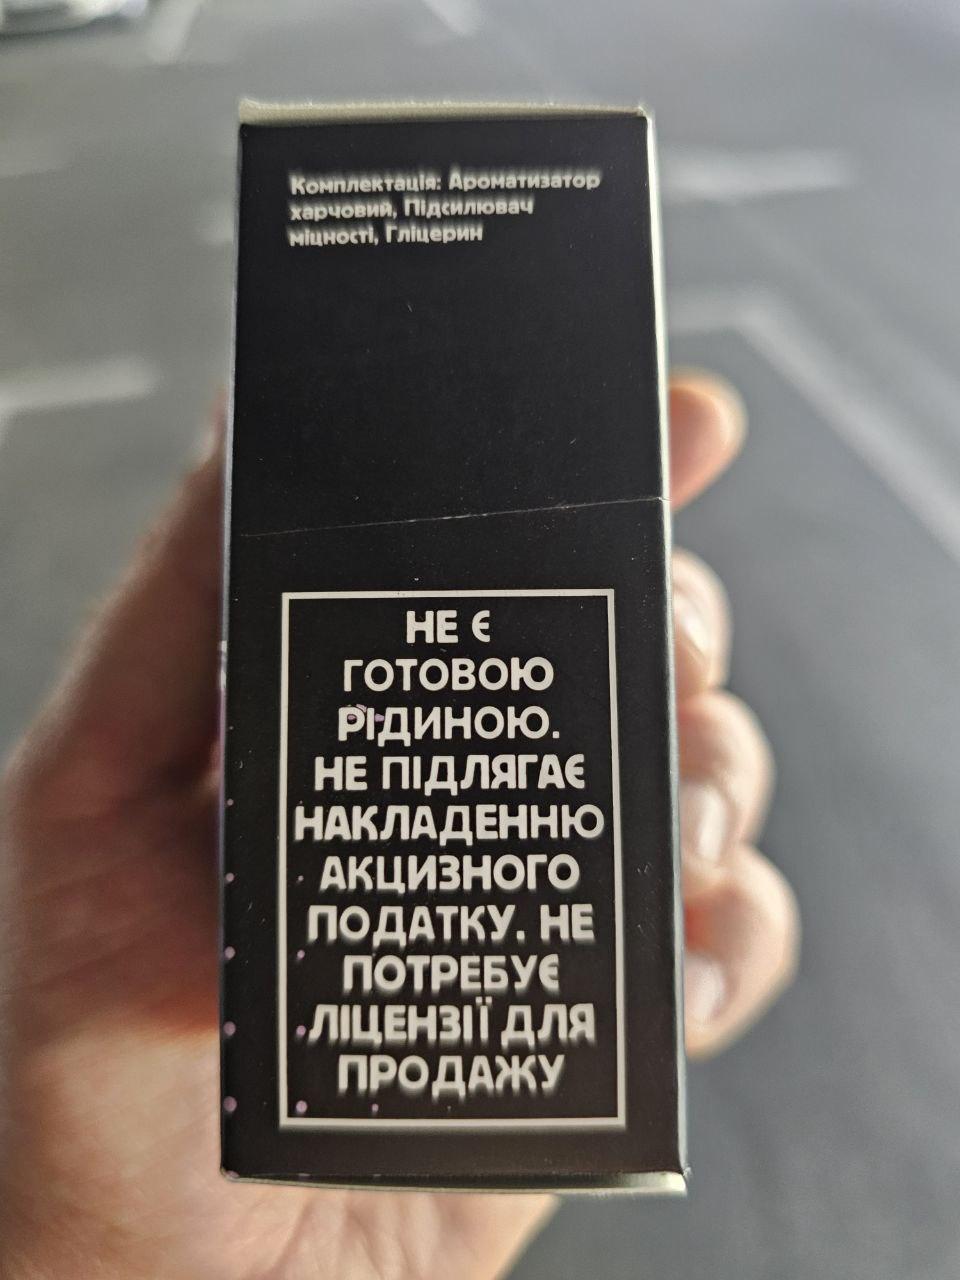 Комплектація: Ароматизатор
харчовий, Підсилювач
міцності, Гліцерин
НЕ Є
ГОТОВОЮ
РІДИНОЮ.
НЕ ПІДЛЯГАЄ
НАКЛАДЕННЮ
АКЦИЗНОГО
ПОДАТКУ. НЕ
ПОТРЕБУЄ
ЛІЦЕНЗІЇ ДЛЯ
ПРОДАЖУ